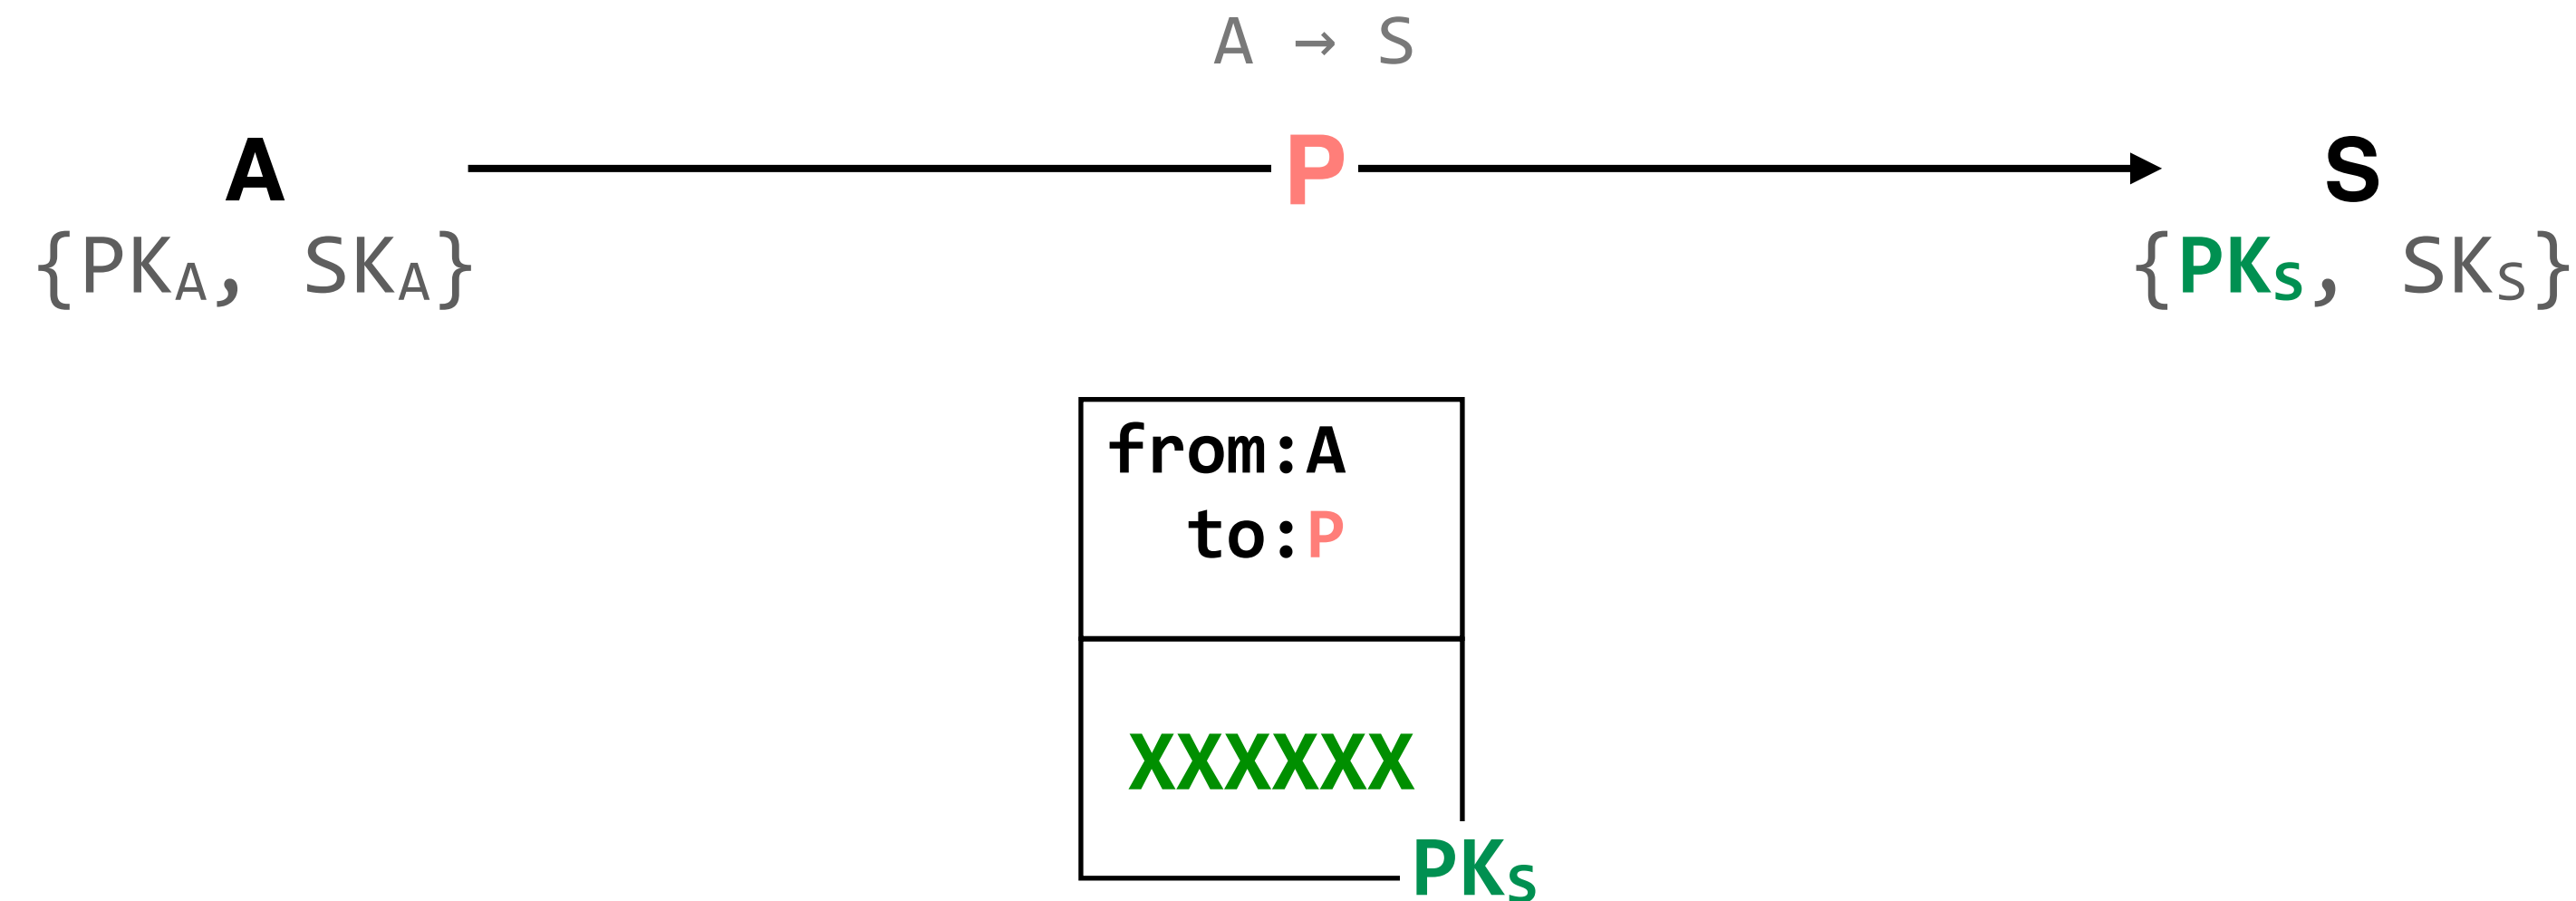 A → S
A P S
{PKA, SKA} {PKS, SKS}
from:A
to:P
XXXXXX
PKS